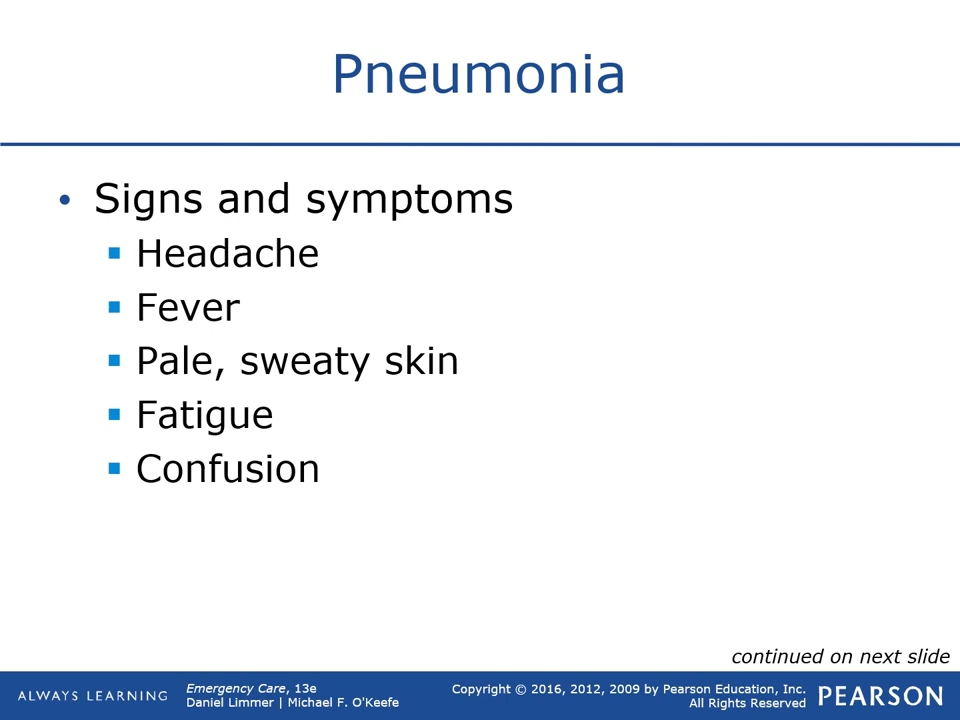 Pneumonia
• Signs and symptoms
▪ Headache
▪ Fever
▪ Pale, sweaty skin
▪ Fatigue
▪ Confusion
continued on next slide
ALWAYS LEARNING
Emergency Care, 13e
Daniel Limmer | Michael F. O'Keefe
Copyright © 2016, 2012, 2009 by Pearson Education, Inc.
All Rights Reserved
PEARSON